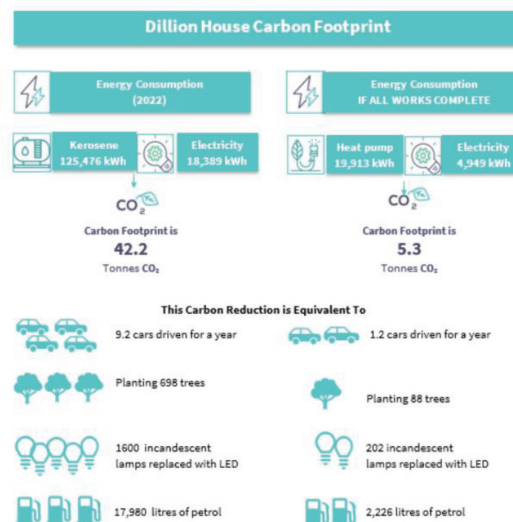 Dillion House Carbon Footprint
Energy Consumption
(2022)
Energy Consumption
IF ALL WORKS COMPLETE
Kerosene
125,476 kWh
Electricity
18,389 kWh
Heat pump
19,913 kWh
Electricity
4,949 kWh
CO₂
CO₂
Carbon Footprint is
42.2
Tonnes CO₂
Carbon Footprint is
5.3
Tonnes CO₂
This Carbon Reduction is Equivalent To
9.2 cars driven for a year
1.2 cars driven for a year
Planting 698 trees
Planting 88 trees
1600 incandescent
lamps replaced with LED
202 incandescent
lamps replaced with LED
17,980 litres of petrol
2,226 litres of petrol